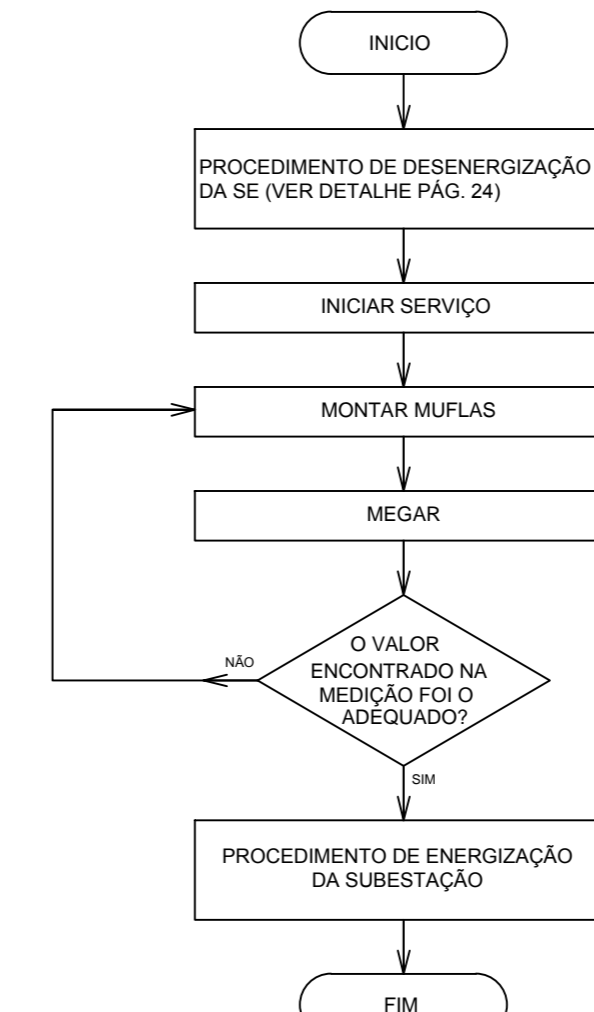 INICIO
PROCEDIMENTO DE DESENERGIZAÇÃO
DA SE (VER DETALHE PÁG. 24)
INICIAR SERVIÇO
MONTAR MUFLAS
MEGAR
O VALOR
ENCONTRADO NA
MEDIÇÃO FOI O
ADEQUADO?
NÃO
SIM
PROCEDIMENTO DE ENERGIZAÇÃO
DA SUBESTAÇÃO
FIM